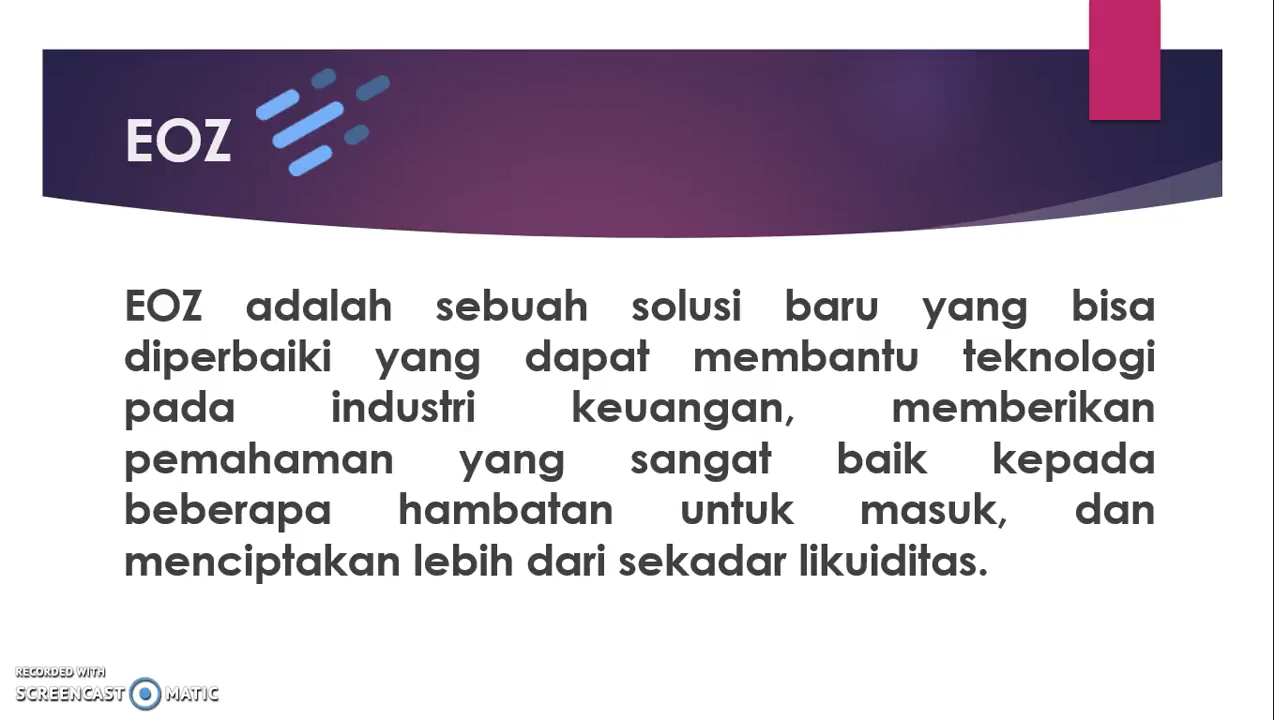 EOZ
EOZ adalah sebuah solusi baru yang bisa
diperbaiki yang dapat membantu teknologi
pada industri keuangan, memberikan
pemahaman yang sangat baik kepada
beberapa hambatan untuk masuk, dan
menciptakan lebih dari sekadar likuiditas.
RECORDED WITH
SCREENCAST MATIC